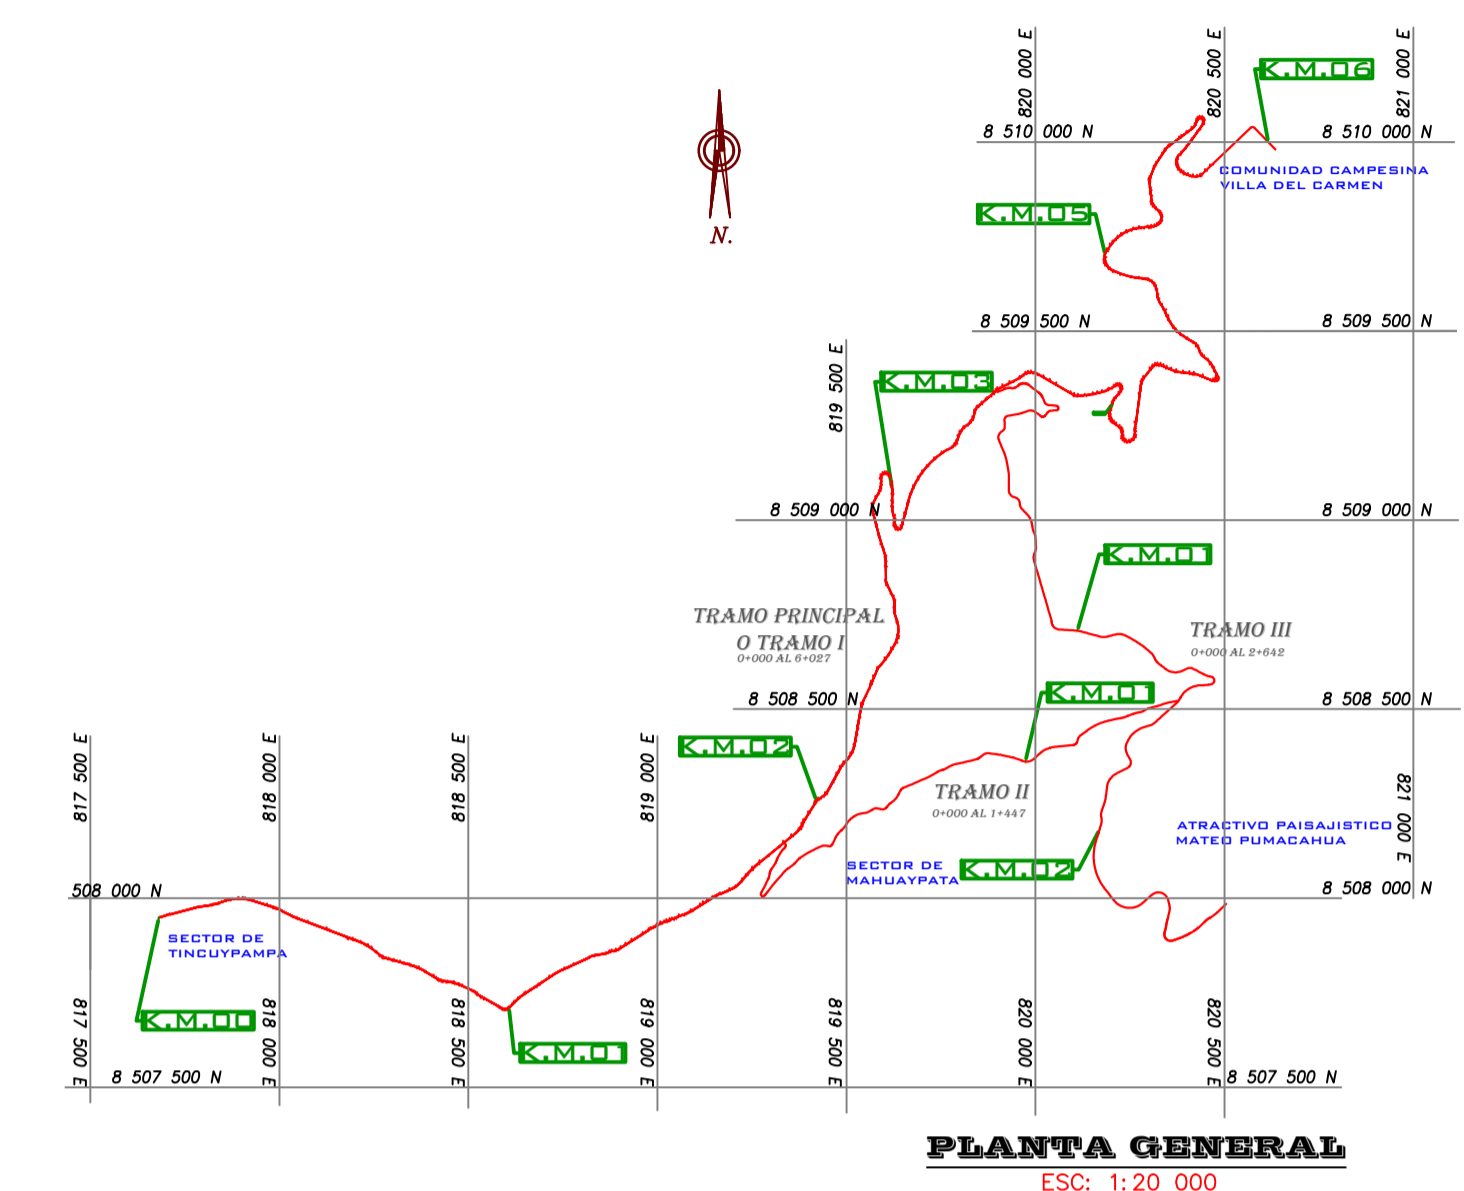 820 000 E
820 500 E
821 000 E
K.M.06
8 510 000 N
8 510 000 N
COMUNIDAD CAMPESINA
VILLA DEL CARMEN
K.M.05
N.
8 509 500 N
8 509 500 N
819 500 E
K.M.03
8 509 000 N
8 509 000 N
K.M.01
TRAMO PRINCIPAL
O TRAMO I
0+000 AL 6+027
TRAMO III
0+000 AL 2+642
K.M.01
8 508 500 N
8 508 500 N
817 500 E
818 000 E
818 500 E
819 000 E
K.M.02
TRAMO II
0+000 AL 1+447
821 000 E
ATRACTIVO PAISAJISTICO
MATEO PUMACAHUA
SECTOR DE
MAHUAYPATA
K.M.02
508 000 N
8 508 000 N
SECTOR DE
TINCUYPAMPA
K.M.00
K.M.01
817 500 E
818 000 E
818 500 E
819 000 E
819 500 E
820 000 E
820 500 E
8 507 500 N
8 507 500 N
PLANTA GENERAL
ESC: 1:20 000